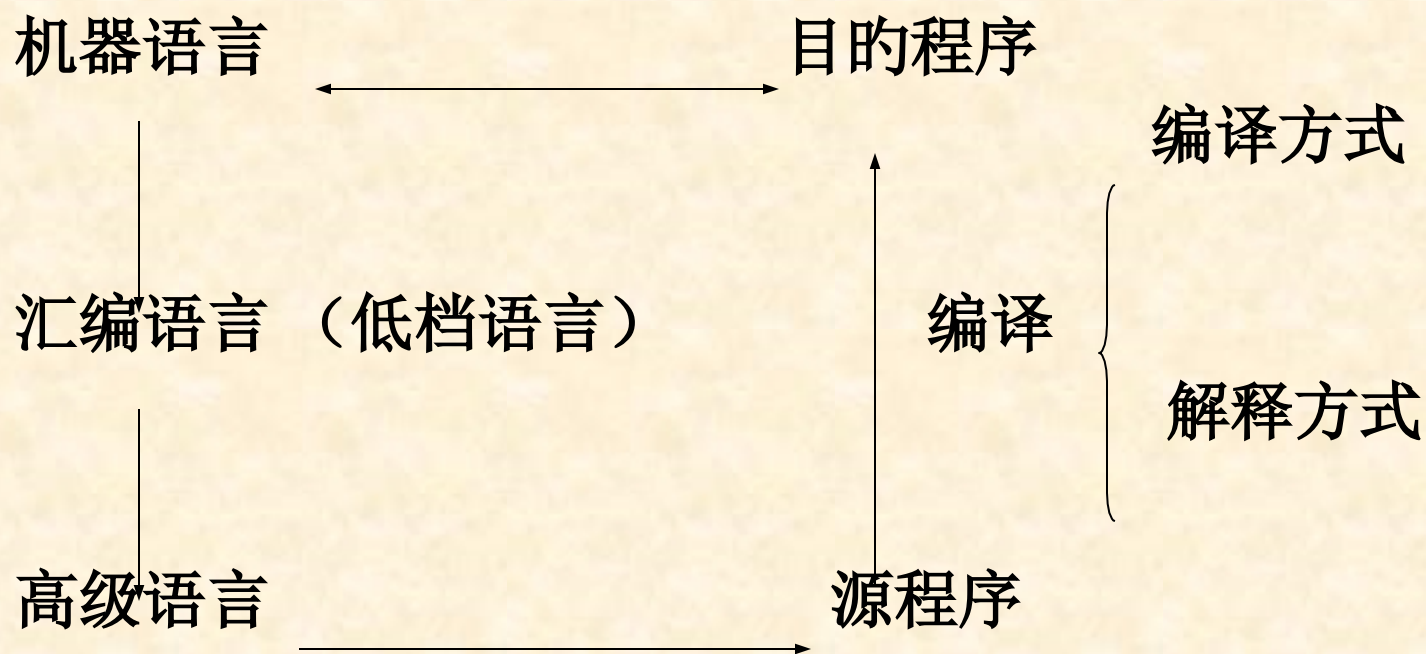 机器语言 目旳程序
编译方式
汇编语言 （低档语言） 编译
解释方式
高级语言 源程序